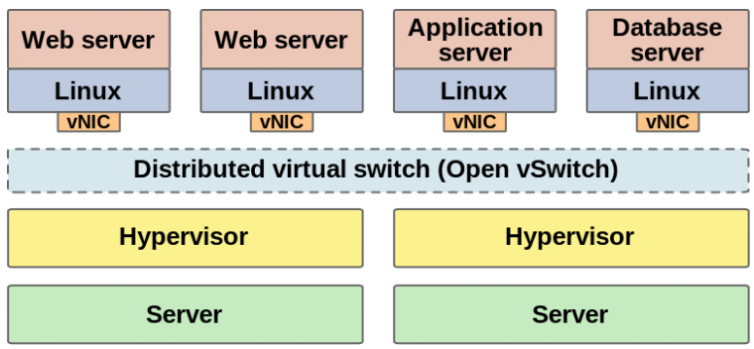 Web server
Web server
Application
server
Database
server
Linux
Linux
Linux
Linux
vNIC
vNIC
vNIC
vNIC
Distributed virtual switch (Open vSwitch)
Hypervisor
Hypervisor
Server
Server